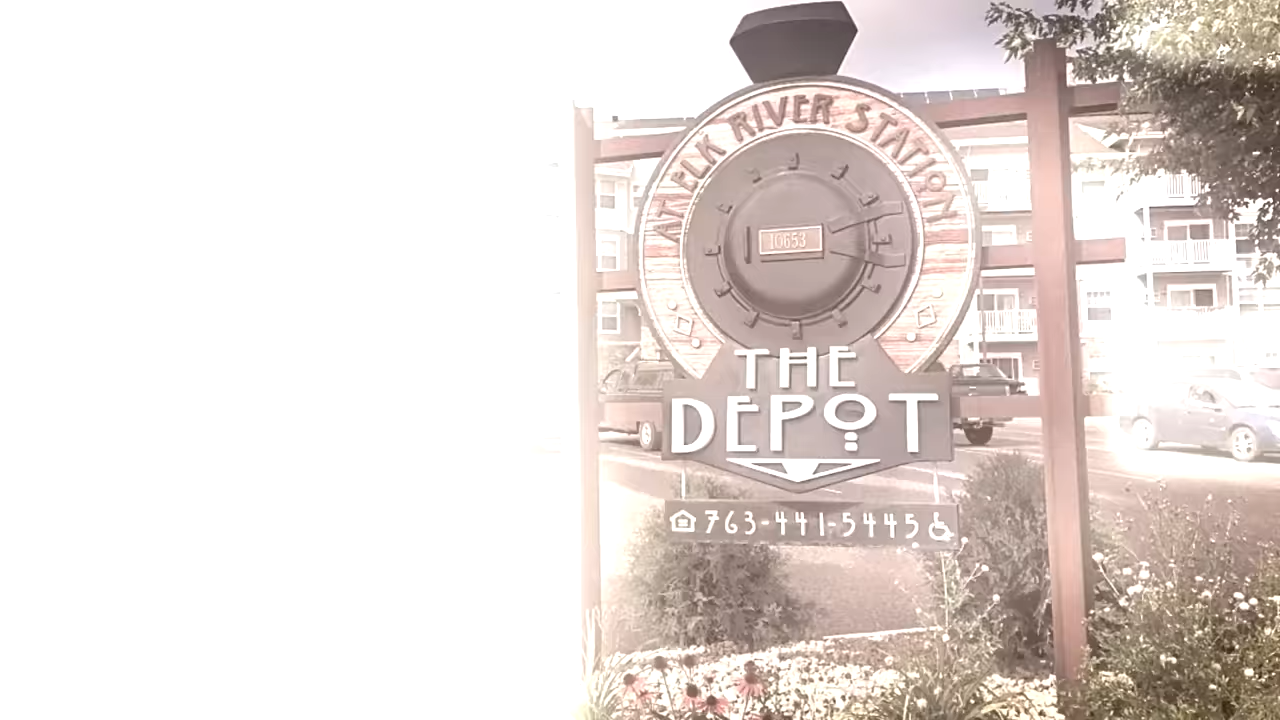 AT ELK RIVER STATION
10653
THE
DEPOT
763-441-5445